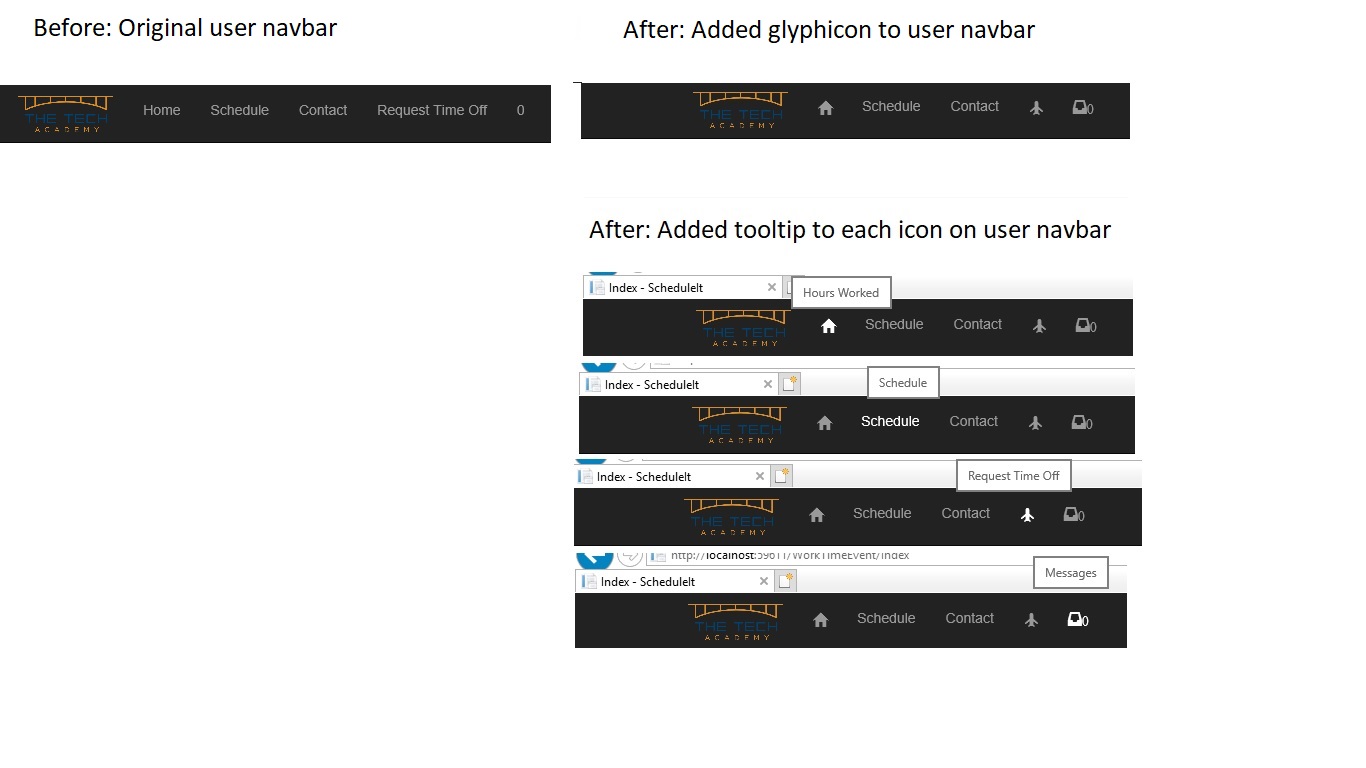 Before: Original user navbar
THE TECH
ACADEMY
Home Schedule Contact Request Time Off 0
After: Added glyphicon to user navbar
THE TECH
ACADEMY
Schedule Contact 0
After: Added tooltip to each icon on user navbar
Index - ScheduleIt
Hours Worked
THE TECH
ACADEMY
Schedule Contact 0
Index - ScheduleIt
Schedule
THE TECH
ACADEMY
Schedule Contact 0
Index - ScheduleIt
Request Time Off
THE TECH
ACADEMY
Schedule Contact 0
http://localhost:59611/WorkTimeEvent/Index
Index - ScheduleIt
Messages
THE TECH
ACADEMY
Schedule Contact 0